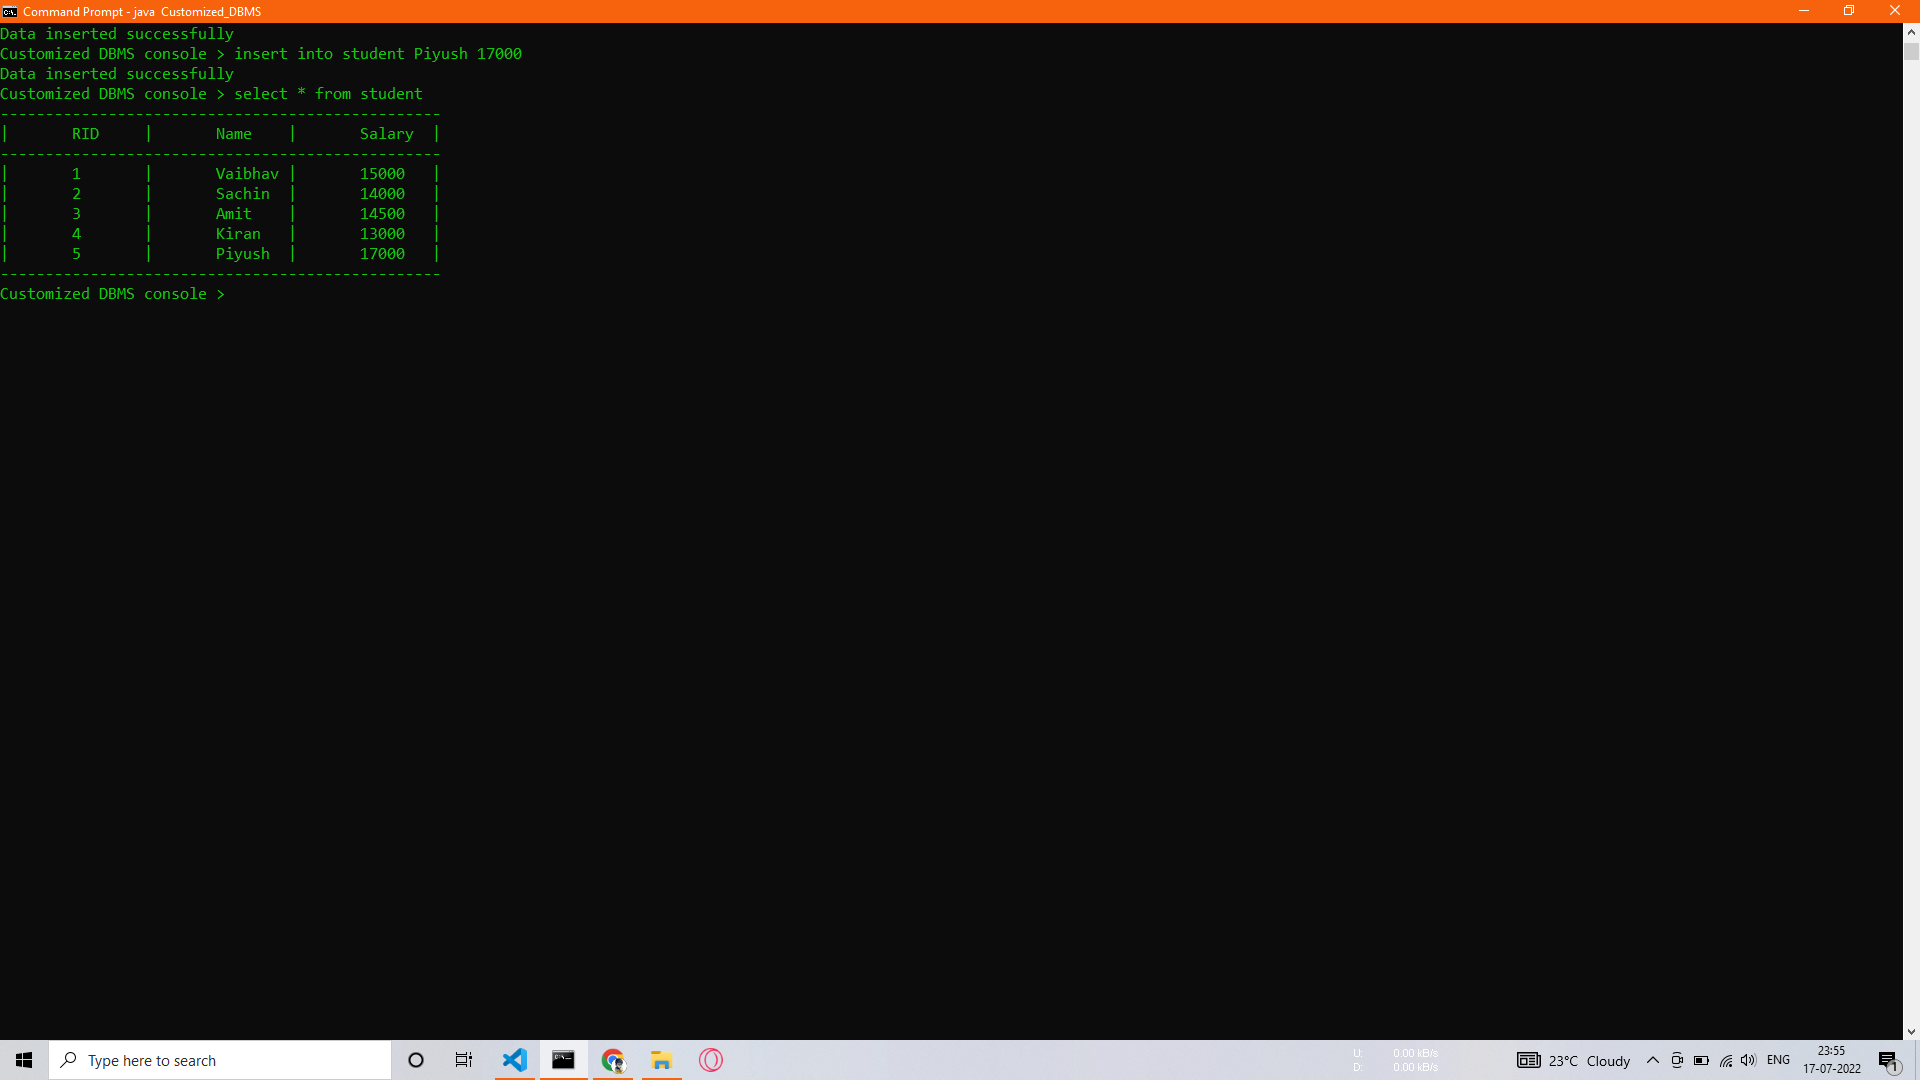 Command Prompt - java  Customized_DBMS
Data inserted successfully
Customized DBMS console > insert into student Piyush 17000
Data inserted successfully
Customized DBMS console > select * from student
-------------------------------------------------
|       RID     |       Name    |       Salary  |
-------------------------------------------------
|       1       |       Vaibhav |       15000   |
|       2       |       Sachin  |       14000   |
|       3       |       Amit    |       14500   |
|       4       |       Kiran   |       13000   |
|       5       |       Piyush  |       17000   |
-------------------------------------------------
Customized DBMS console >
Type here to search
U: 0.00 kB/s
D: 0.00 kB/s
23°C Cloudy
ENG
23:55
17-07-2022
1